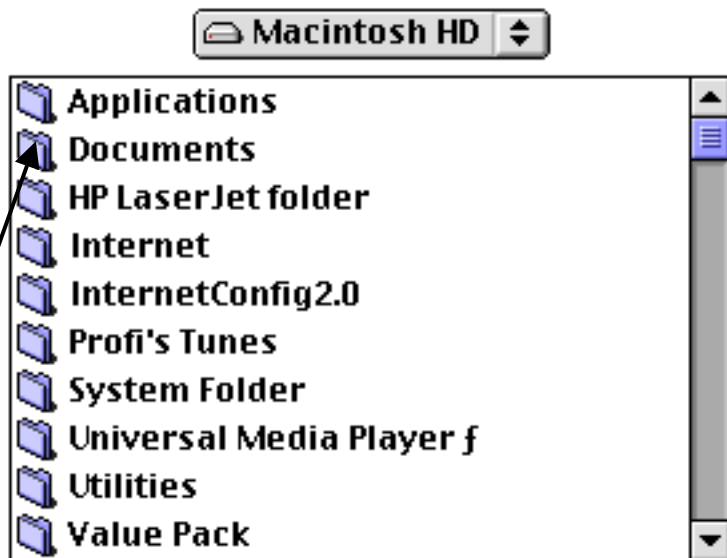 Macintosh HD
Applications
Documents
HP LaserJet folder
Internet
InternetConfig2.0
Profi's Tunes
System Folder
Universal Media Player ƒ
Utilities
Value Pack